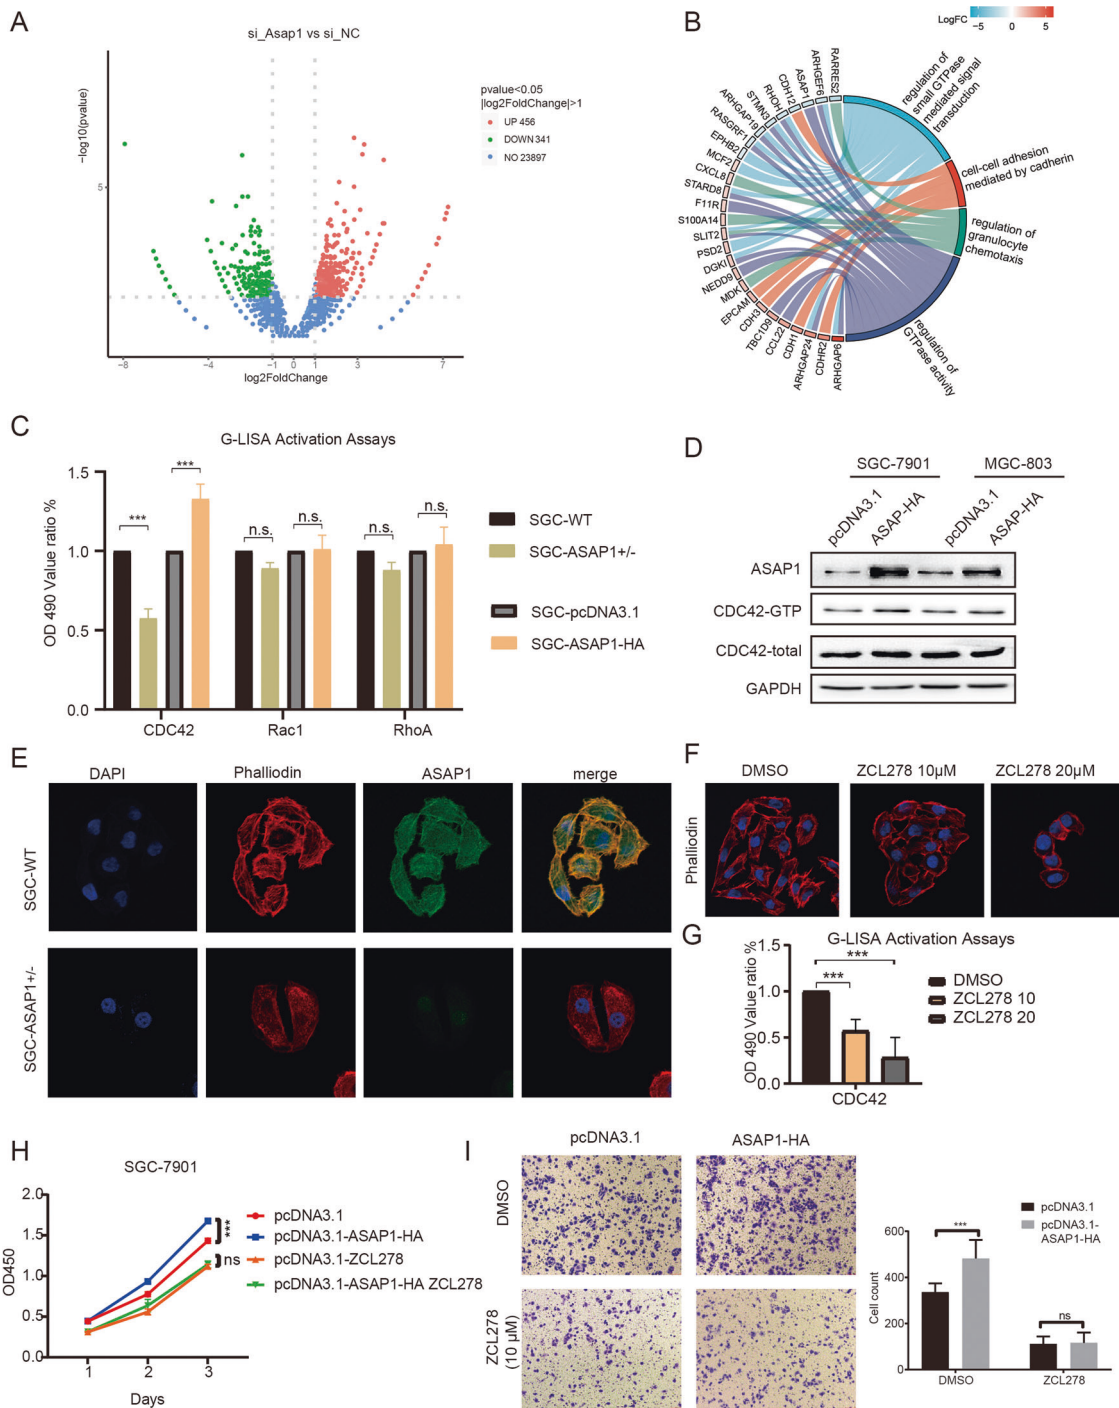 A
si_Asap1 vs si_NC
−log10(pvalue)
5
pvalue<0.05
|log2FoldChange|>1
UP 456
DOWN 341
NO 23897
−8
−4
−1
0
1
7
log2FoldChange
B
LogFC
−5
0
5
RARRES2
ARHGEF6
ASAP1
CDH12
RHOH
STMN3
ARHGAP19
RASGRF1
EPHB2
MCF2
CXCL8
STARD8
F11R
S100A14
SLIT2
PSD2
DGKI
NEDD9
MDK
EPCAM
CDH3
TBC1D9
CCL22
CDH1
ARHGAP24
CDHR2
ARHGAP6
regulation of
small GTPase
mediated signal
transduction
cell-cell adhesion
mediated by cadherin
regulation of
granulocyte
chemotaxis
regulation of
GTPase activity
C
G-LISA Activation Assays
OD 490 Value ratio %
1.5
1.0
0.5
0.0
***
***
n.s.
n.s.
n.s.
n.s.
CDC42
Rac1
RhoA
SGC-WT
SGC-ASAP1+/-
SGC-pcDNA3.1
SGC-ASAP1-HA
D
SGC-7901
MGC-803
pcDNA3.1
ASAP-HA
pcDNA3.1
ASAP-HA
ASAP1
CDC42-GTP
CDC42-total
GAPDH
E
DAPI
Phalliodin
ASAP1
merge
SGC-WT
SGC-ASAP1+/-
F
DMSO
ZCL278 10μM
ZCL278 20μM
Phalliodin
G
G-LISA Activation Assays
OD 490 Value ratio %
1.5
1.0
0.5
0.0
***
***
CDC42
DMSO
ZCL278 10
ZCL278 20
H
SGC-7901
OD450
2.0
1.5
1.0
0.5
0.0
1
2
3
Days
***
ns
pcDNA3.1
pcDNA3.1-ASAP1-HA
pcDNA3.1-ZCL278
pcDNA3.1-ASAP1-HA ZCL278
I
pcDNA3.1
ASAP1-HA
DMSO
ZCL278
(10 μM)
pcDNA3.1
pcDNA3.1-
ASAP1-HA
Cell count
600
400
200
0
***
ns
DMSO
ZCL278